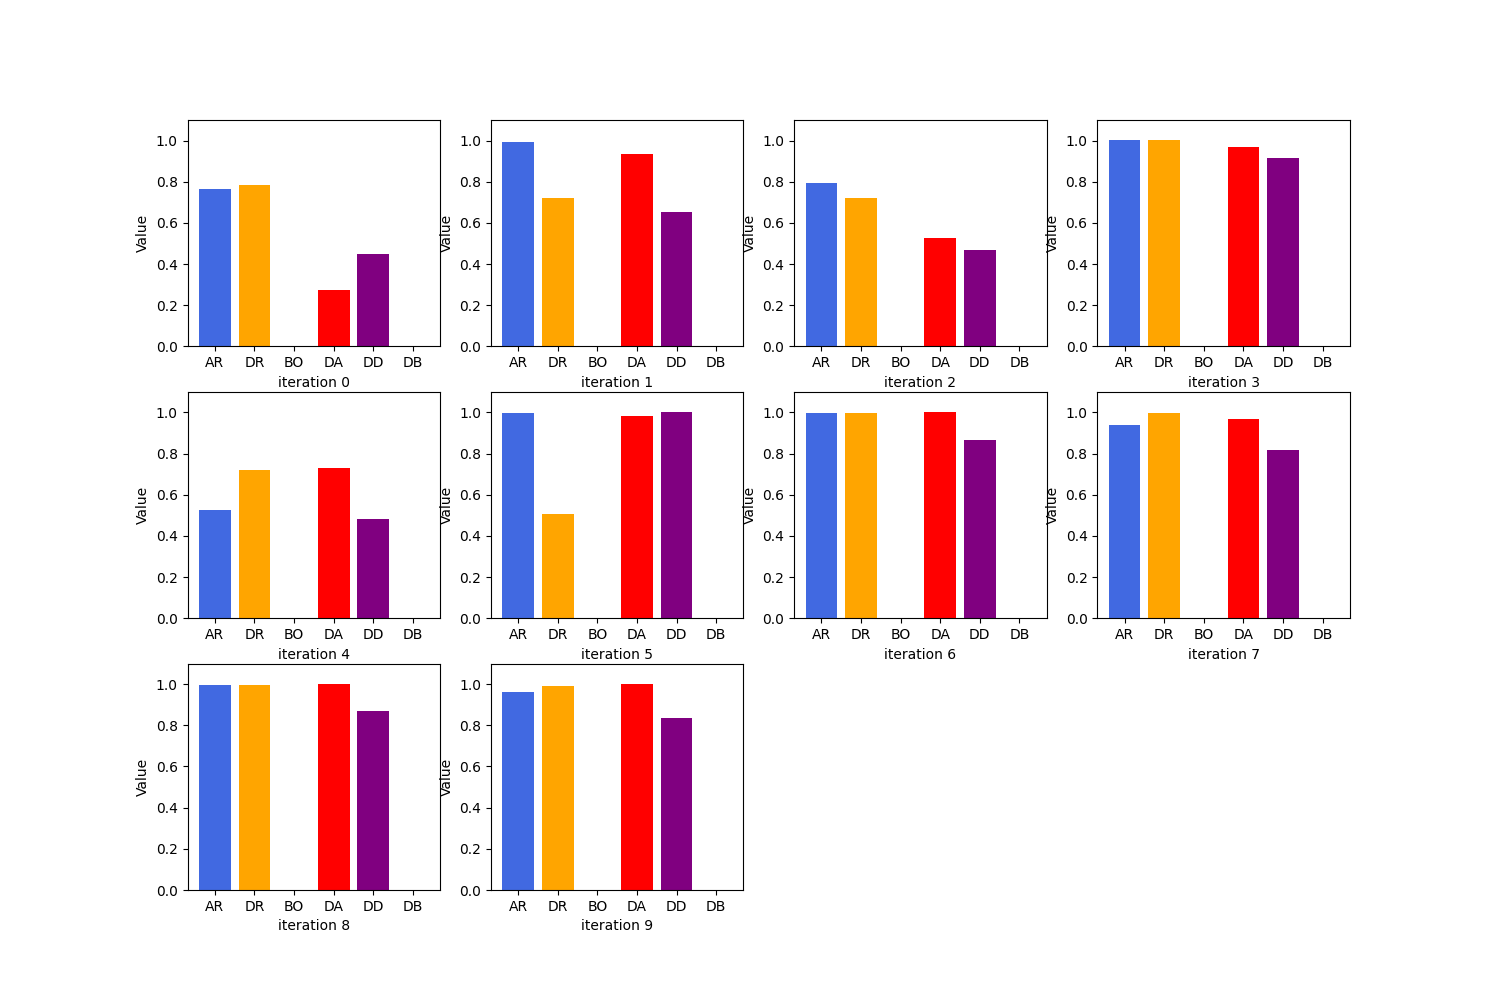 1.0 1.0 1.0 1.0
0.8 0.8 0.8 0.8
0.6 0.6 0.6 0.6
Value Value Value Value
0.4 0.4 0.4 0.4
0.2 0.2 0.2 0.2
0.0 0.0 0.0 0.0
AR DR BO DA DD DB AR DR BO DA DD DB AR DR BO DA DD DB AR DR BO DA DD DB
iteration 0 iteration 1 iteration 2 iteration 3
1.0 1.0 1.0 1.0
0.8 0.8 0.8 0.8
0.6 0.6 0.6 0.6
Value Value Value Value
0.4 0.4 0.4 0.4
0.2 0.2 0.2 0.2
0.0 0.0 0.0 0.0
AR DR BO DA DD DB AR DR BO DA DD DB AR DR BO DA DD DB AR DR BO DA DD DB
iteration 4 iteration 5 iteration 6 iteration 7
1.0 1.0
0.8 0.8
0.6 0.6
Value Value
0.4 0.4
0.2 0.2
0.0 0.0
AR DR BO DA DD DB AR DR BO DA DD DB
iteration 8 iteration 9